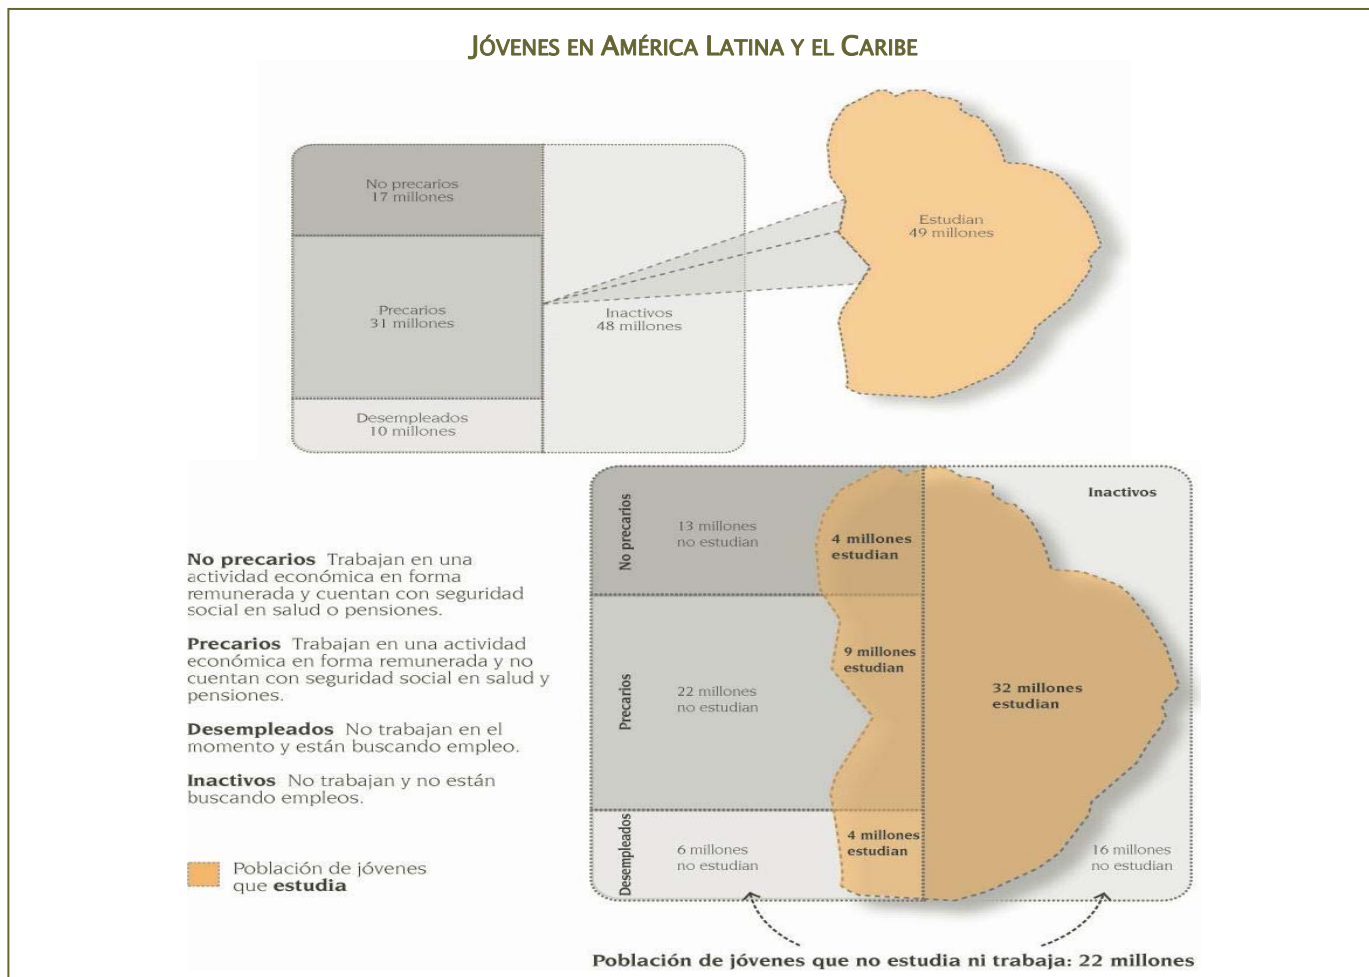 JÓVENES EN AMÉRICA LATINA Y EL CARIBE
No precarios
17 millones
Precarios
31 millones
Desempleados
10 millones
Inactivos
48 millones
Estudian
49 millones
No precarios Trabajan en una
actividad económica en forma
remunerada y cuentan con seguridad
social en salud o pensiones.
Precarios Trabajan en una actividad
económica en forma remunerada y no
cuentan con seguridad social en salud y
pensiones.
Desempleados No trabajan en el
momento y están buscando empleo.
Inactivos No trabajan y no están
buscando empleos.
Población de jóvenes
que estudia
No precarios
13 millones
no estudian
4 millones
estudian
Inactivos
Precarios
22 millones
no estudian
9 millones
estudian
32 millones
estudian
Desempleados
6 millones
no estudian
4 millones
estudian
16 millones
no estudian
Población de jóvenes que no estudia ni trabaja: 22 millones